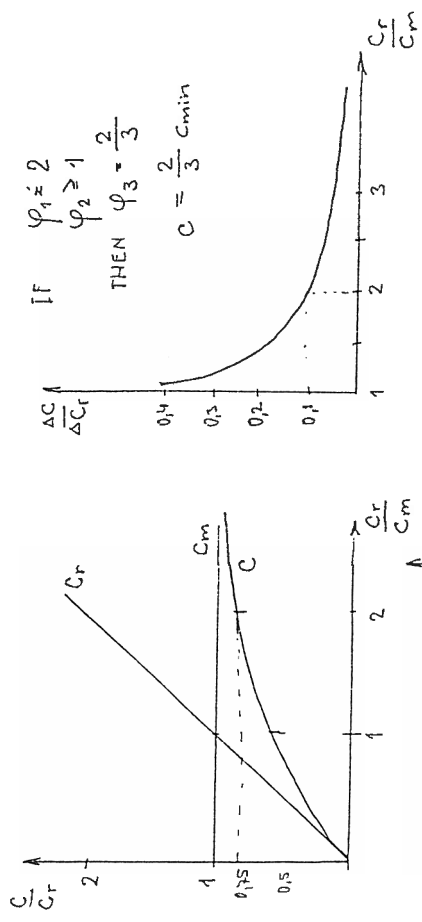 C/Cr
2
1
0,75
0,5
Cr
Cm
C
1 2
Cr/Cm
ΔC/ΔCr
0,4
0,3
0,2
0,1
1 2 3
Cr/Cm
IF φ1 ≈ 2
φ2 ≥ 1
THEN φ3 = 2/3
C = 2/3 Cmin